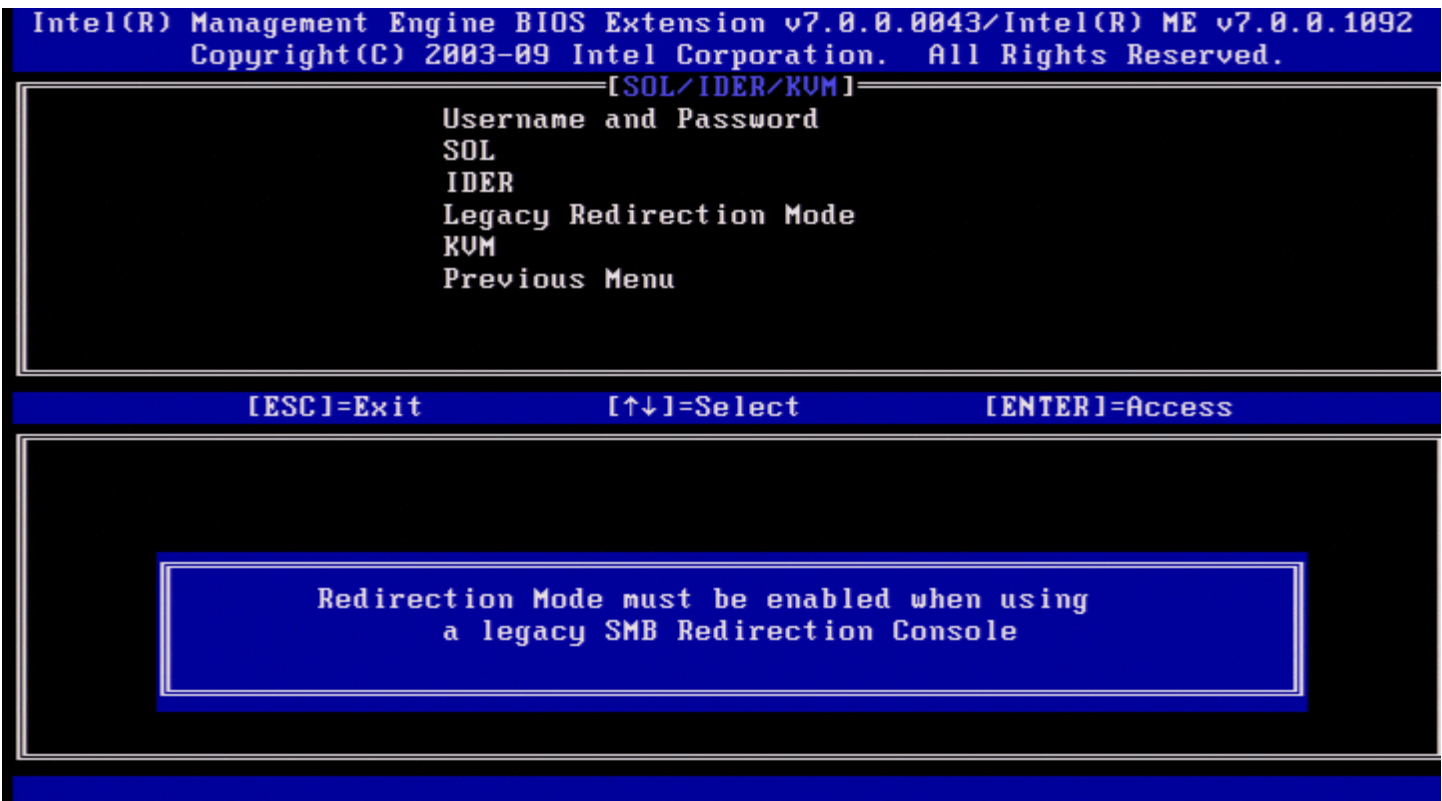 Intel(R) Management Engine BIOS Extension v7.0.0.0043/Intel(R) ME v7.0.0.1092
Copyright(C) 2003-09 Intel Corporation. All Rights Reserved.
[SOL/IDER/KVM]
Username and Password
SOL
IDER
Legacy Redirection Mode
KVM
Previous Menu
[ESC]=Exit [↑↓]=Select [ENTER]=Access
Redirection Mode must be enabled when using
a legacy SMB Redirection Console